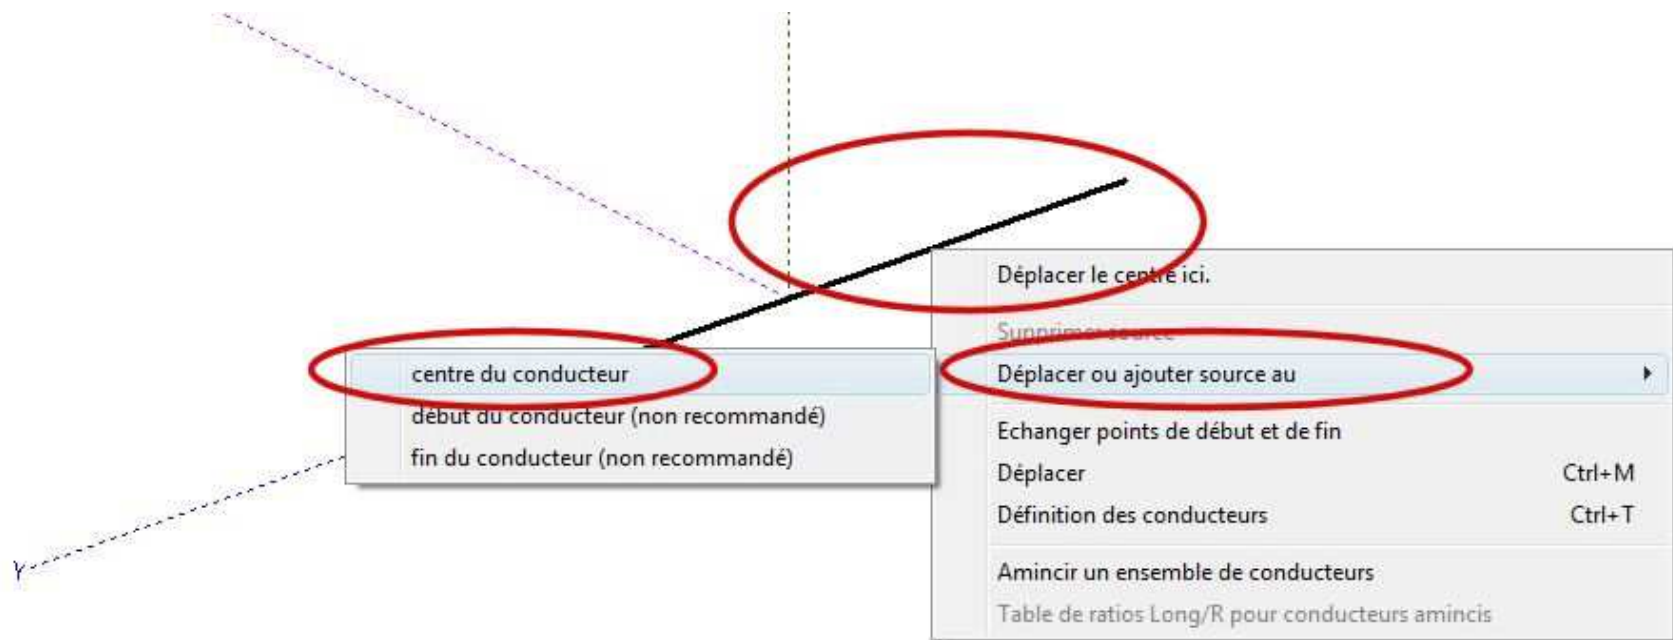 Déplacer le centre ici.
Supprimer source
Déplacer ou ajouter source au
centre du conducteur
début du conducteur (non recommandé)
fin du conducteur (non recommandé)
Echanger points de début et de fin
Déplacer Ctrl+M
Définition des conducteurs Ctrl+T
Amincir un ensemble de conducteurs
Table de ratios Long/R pour conducteurs amincis
Y